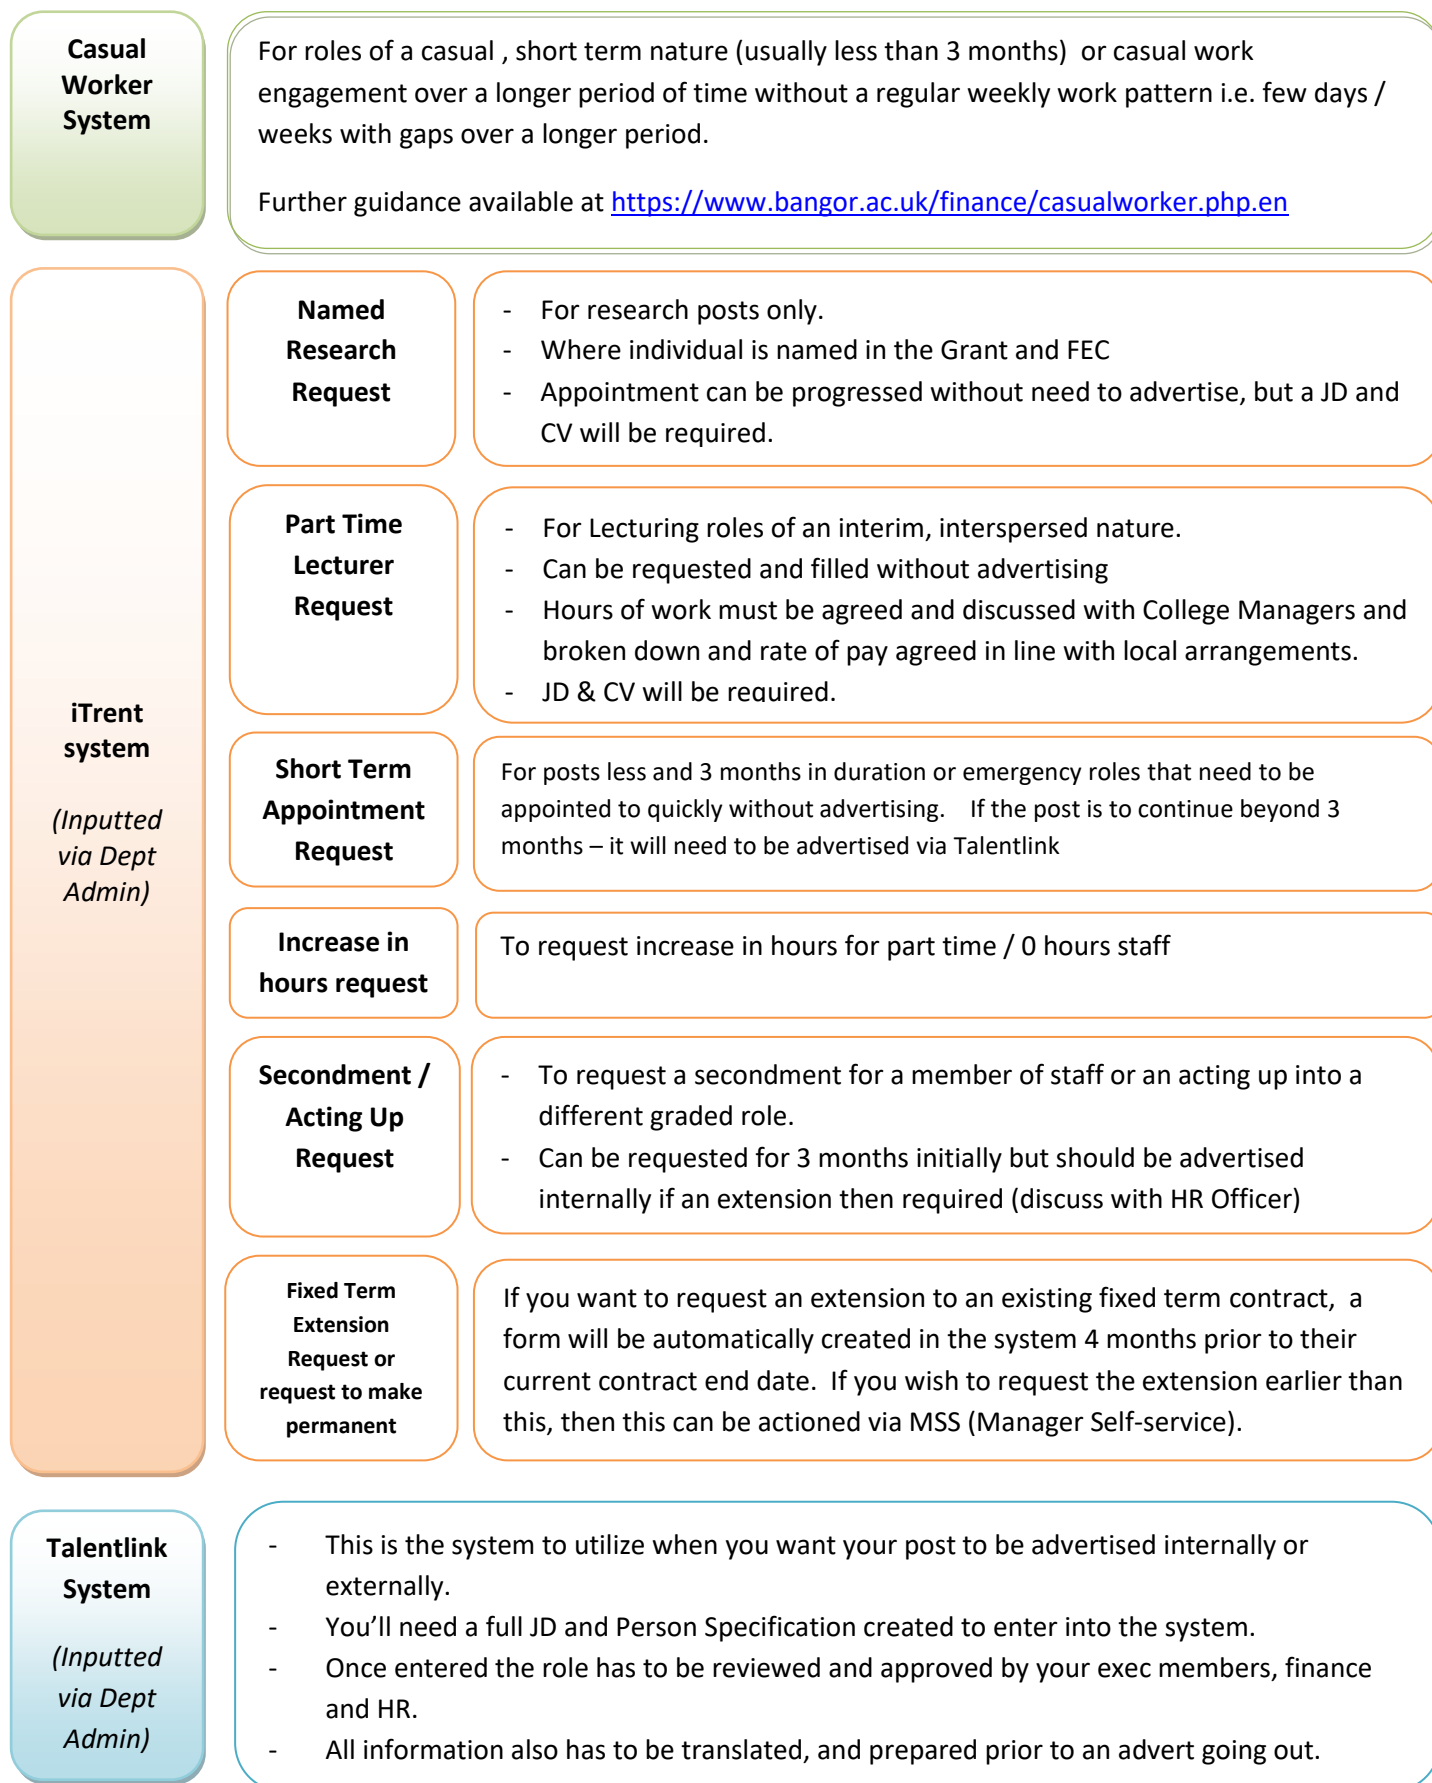 Casual
Worker
System
For roles of a casual , short term nature (usually less than 3 months)  or casual work
engagement over a longer period of time without a regular weekly work pattern i.e. few days /
weeks with gaps over a longer period.
Further guidance available at https://www.bangor.ac.uk/finance/casualworker.php.en
iTrent
system
(Inputted
via Dept
Admin)
Named
Research
Request
- For research posts only.
- Where individual is named in the Grant and FEC
- Appointment can be progressed without need to advertise, but a JD and
CV will be required.
Part Time
Lecturer
Request
- For Lecturing roles of an interim, interspersed nature.
- Can be requested and filled without advertising
- Hours of work must be agreed and discussed with College Managers and
broken down and rate of pay agreed in line with local arrangements.
- JD & CV will be required.
Short Term
Appointment
Request
For posts less and 3 months in duration or emergency roles that need to be
appointed to quickly without advertising.   If the post is to continue beyond 3
months – it will need to be advertised via Talentlink
Increase in
hours request
To request increase in hours for part time / 0 hours staff
Secondment /
Acting Up
Request
- To request a secondment for a member of staff or an acting up into a
different graded role.
- Can be requested for 3 months initially but should be advertised
internally if an extension then required (discuss with HR Officer)
Fixed Term
Extension
Request or
request to make
permanent
If you want to request an extension to an existing fixed term contract,  a
form will be automatically created in the system 4 months prior to their
current contract end date.  If you wish to request the extension earlier than
this, then this can be actioned via MSS (Manager Self-service).
Talentlink
System
(Inputted
via Dept
Admin)
- This is the system to utilize when you want your post to be advertised internally or
externally.
- You’ll need a full JD and Person Specification created to enter into the system.
- Once entered the role has to be reviewed and approved by your exec members, finance
and HR.
- All information also has to be translated, and prepared prior to an advert going out.